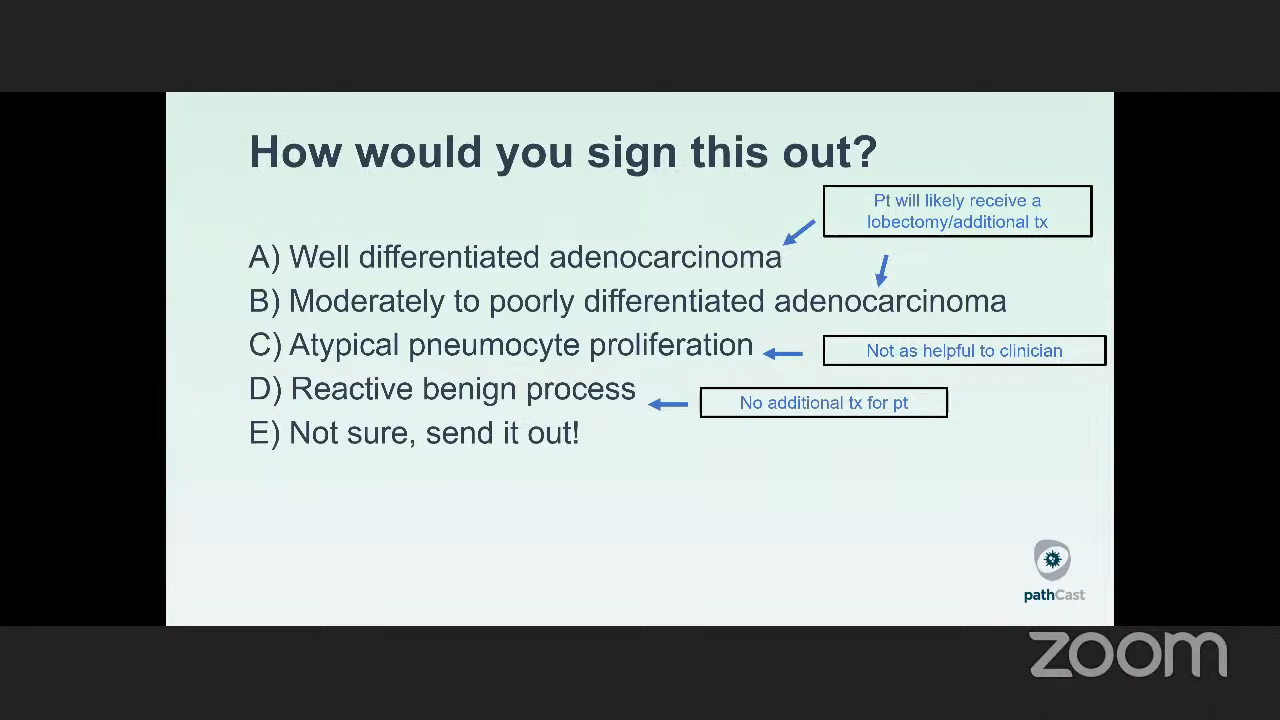 How would you sign this out?
Pt will likely receive a
lobectomy/additional tx
A) Well differentiated adenocarcinoma
B) Moderately to poorly differentiated adenocarcinoma
C) Atypical pneumocyte proliferation
Not as helpful to clinician
D) Reactive benign process
No additional tx for pt
E) Not sure, send it out!
pathCast
zoom